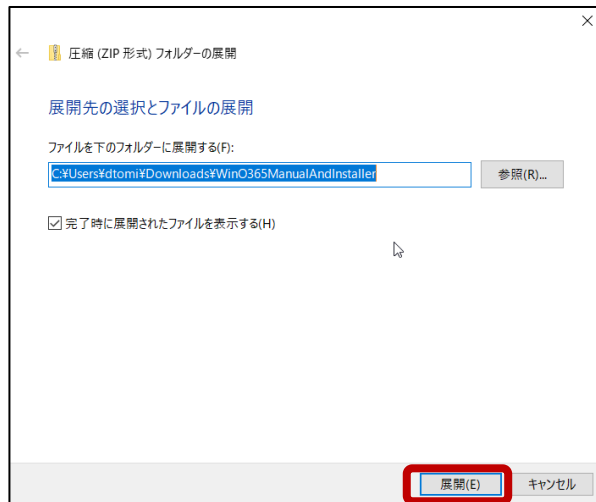 圧縮 (ZIP 形式) フォルダーの展開
展開先の選択とファイルの展開
ファイルを下のフォルダーに展開する(F):
C:¥Users¥dtomi¥Downloads¥WinO365ManualAndInstaller
参照(R)...
完了時に展開されたファイルを表示する(H)
展開(E)
キャンセル